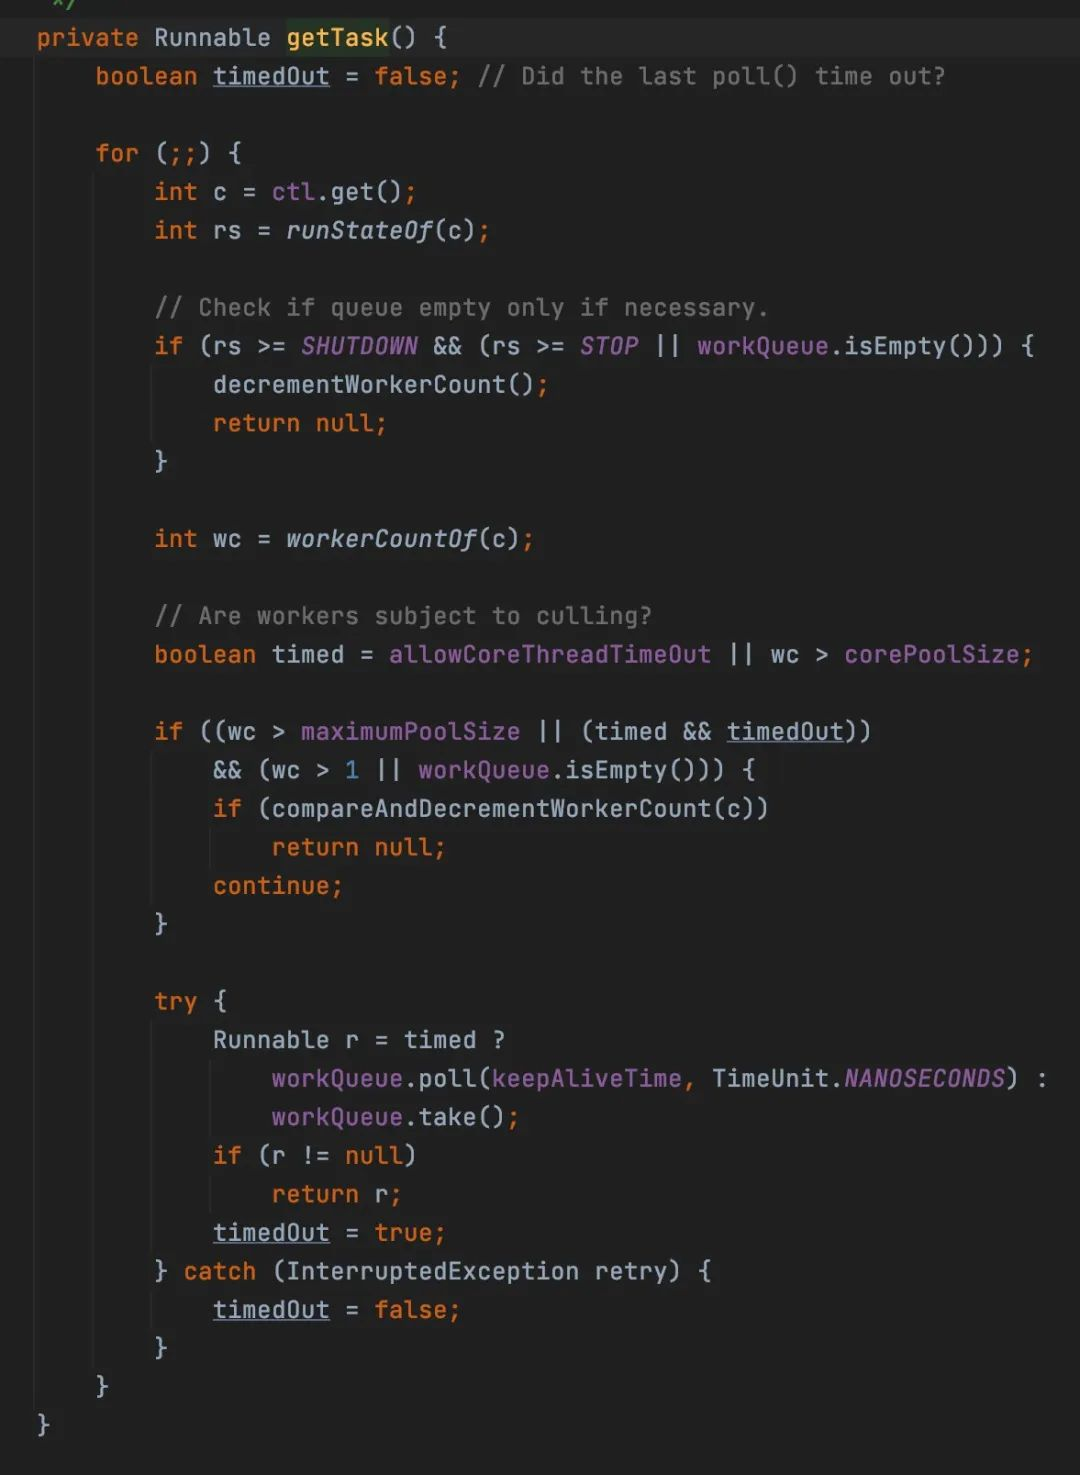 */
private Runnable getTask() {
boolean timedOut = false; // Did the last poll() time out?
for (;;) {
int c = ctl.get();
int rs = runStateOf(c);
// Check if queue empty only if necessary.
if (rs >= SHUTDOWN && (rs >= STOP || workQueue.isEmpty())) {
decrementWorkerCount();
return null;
}
int wc = workerCountOf(c);
// Are workers subject to culling?
boolean timed = allowCoreThreadTimeOut || wc > corePoolSize;
if ((wc > maximumPoolSize || (timed && timedOut))
&& (wc > 1 || workQueue.isEmpty())) {
if (compareAndDecrementWorkerCount(c))
return null;
continue;
}
try {
Runnable r = timed ?
workQueue.poll(keepAliveTime, TimeUnit.NANOSECONDS) :
workQueue.take();
if (r != null)
return r;
timedOut = true;
} catch (InterruptedException retry) {
timedOut = false;
}
}
}